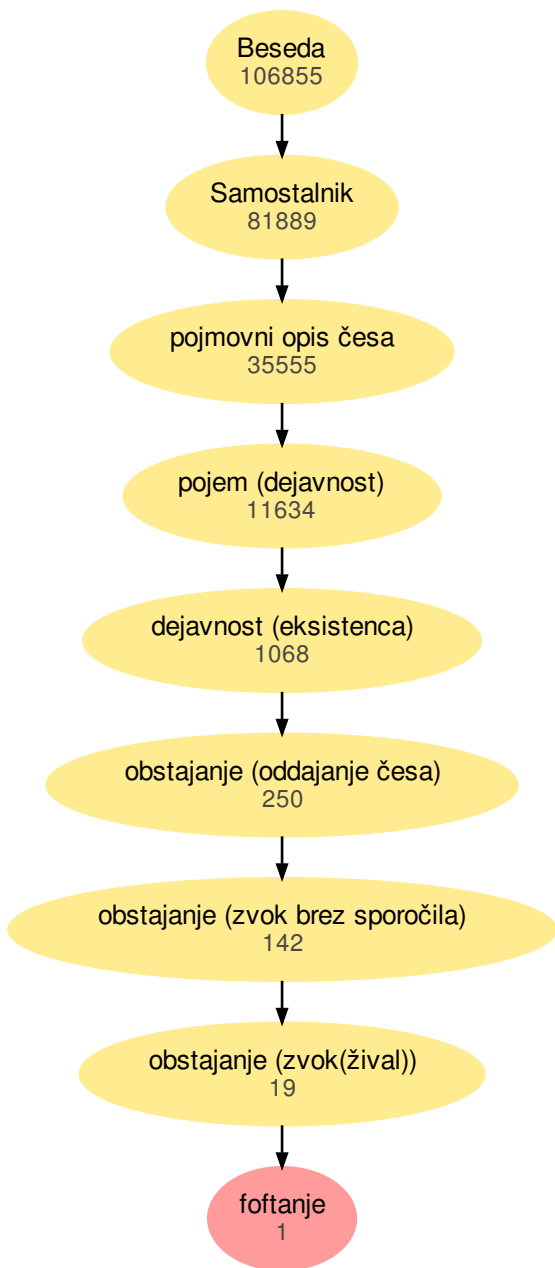 Beseda
106855
Samostalnik
81889
pojmovni opis česa
35555
pojem (dejavnost)
11634
dejavnost (eksistenca)
1068
obstajanje (oddajanje česa)
250
obstajanje (zvok brez sporočila)
142
obstajanje (zvok(žival))
19
foftanje
1